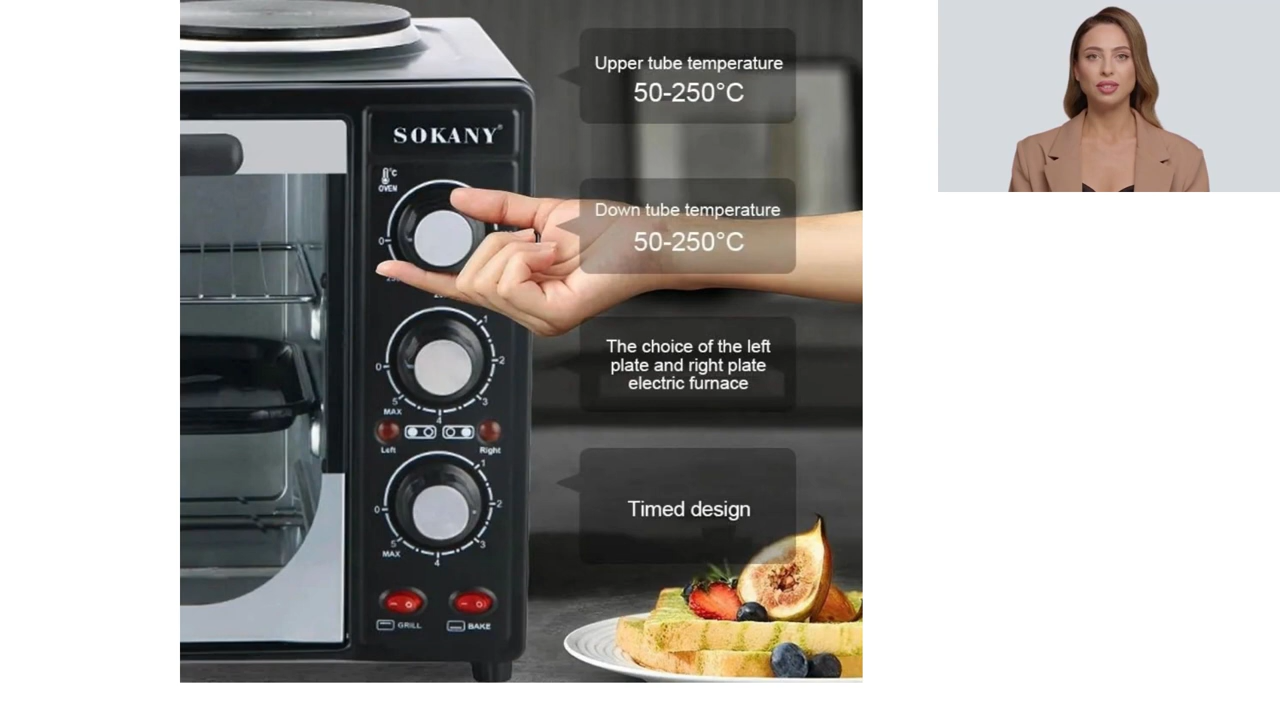 Upper tube temperature
50-250°C
SOKANY®
°C
OVEN
Down tube temperature
50-250°C
0
1
0
2
The choice of the left
plate and right plate
electric furnace
5
3
MAX
4
Left
Right
1
0
2
Timed design
5
3
MAX
4
GRILL
BAKE